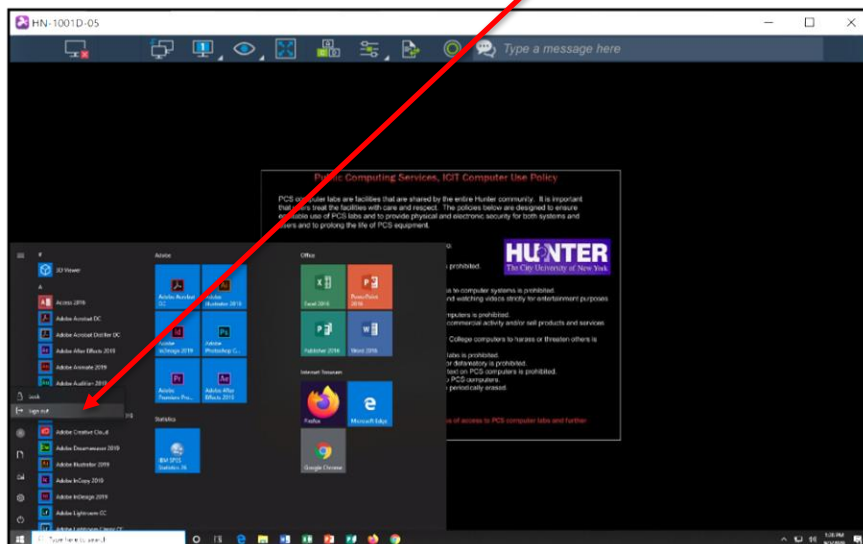 HN-1001D-05
Type a message here
Public Computing Services, ICIT Computer Use Policy
PCS computer labs are facilities that are shared by the entire Hunter community. It is important
that users treat the facilities with care and respect. The policies below are designed to ensure
equitable use of PCS labs and to provide physical and electronic security for both systems and
users and to prolong the life of PCS equipment.
HUNTER
The City University of New York
prohibited.
to computer systems is prohibited.
and watching videos strictly for entertainment purposes
computers is prohibited.
commercial activity and/or sell products and services
College computers to harass or threaten others is
labs is prohibited.
or defamatory is prohibited.
text on PCS computers is prohibited.
PCS computers.
periodically erased.
of access to PCS computer labs and further
#
3D Viewer
A
Access 2016
Adobe Acrobat DC
Adobe Acrobat Distiller DC
Adobe After Effects 2019
Adobe Animate 2019
Adobe Audition 2019
Lock
Sign out
Adobe Creative Cloud
Adobe Dreamweaver 2019
Adobe Illustrator 2019
Adobe InCopy 2019
Adobe InDesign 2019
Adobe Lightroom CC
Adobe Lightroom Classic CC
Adobe
Adobe Acrobat
DC
Adobe
Illustrator 2019
Adobe
InDesign 2019
Adobe
Photoshop C...
Adobe
Premiere Pro...
Adobe After
Effects 2019
Statistics
IBM SPSS
Statistics 26
Office
Excel 2016
PowerPoint
2016
Publisher 2016
Word 2016
Internet Browsers
Firefox
Microsoft Edge
Google Chrome
Type here to search